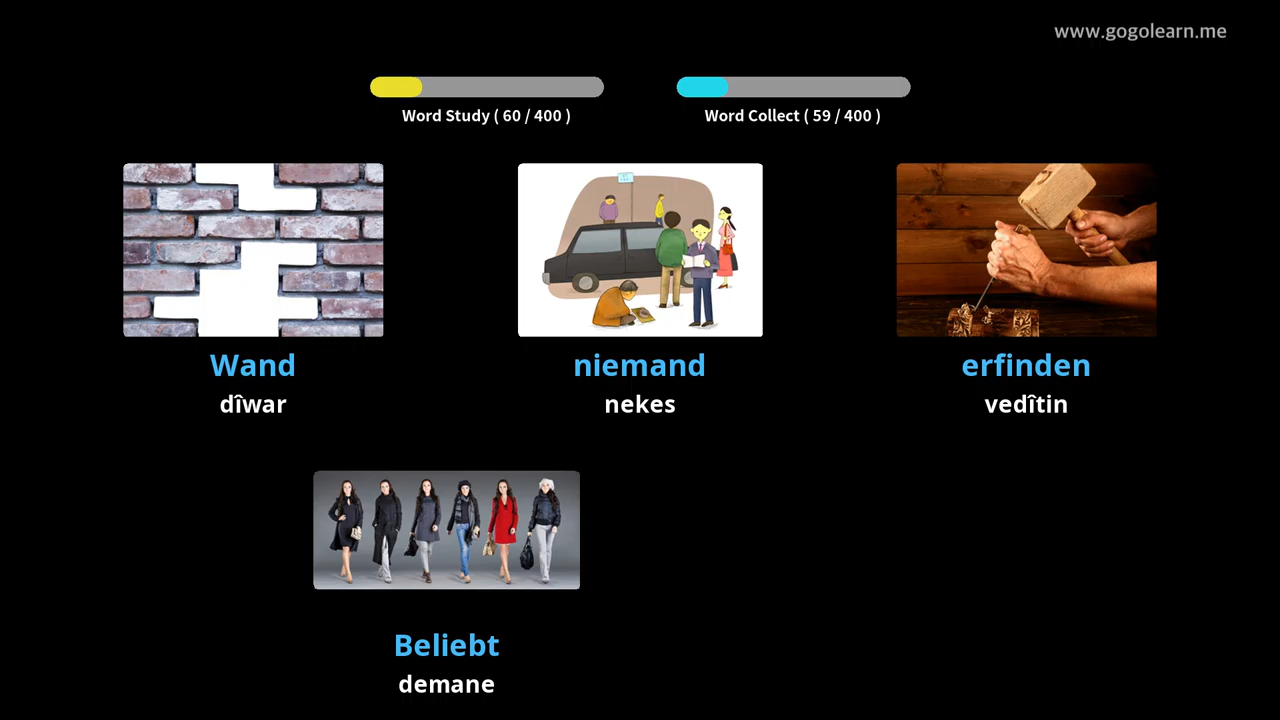 www.gogolearn.me
Word Study ( 60 / 400 )
Word Collect ( 59 / 400 )
Wand
dîwar
niemand
nekes
erfinden
vedîtin
Beliebt
demane